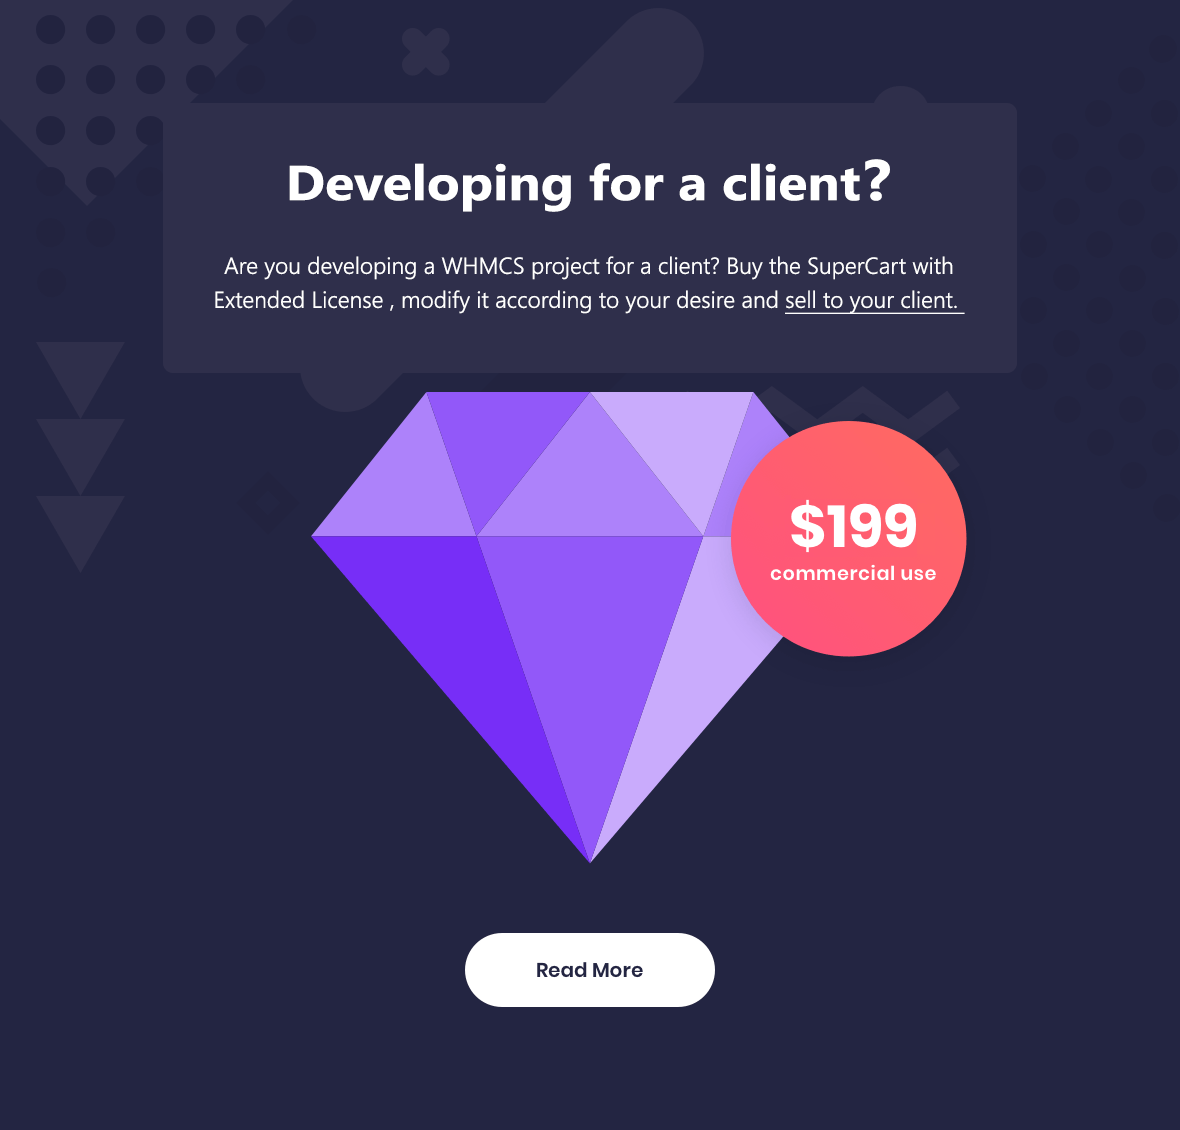 Developing for a client?
Are you developing a WHMCS project for a client? Buy the SuperCart with
Extended License , modify it according to your desire and sell to your client.
$199
commercial use
Read More